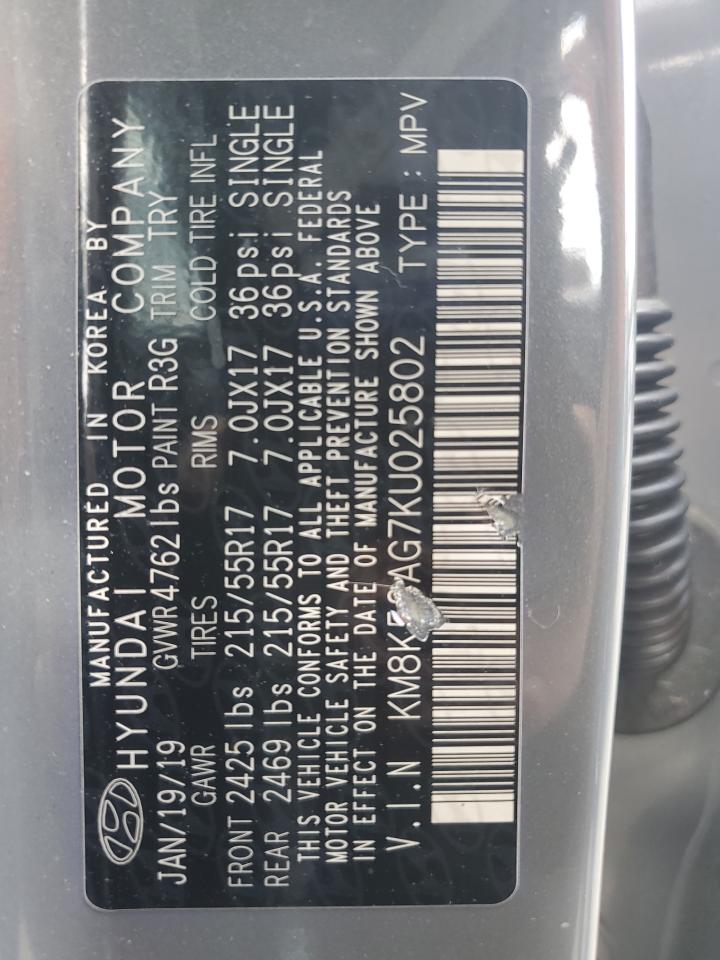 MANUFACTURED IN KOREA BY
HYUNDAI MOTOR COMPANY
JAN/19/19 GVWR 4762lbs PAINT R3G TRIM TRY
GAWR TIRES RMS COLD TIRE INFL
FRONT 2425 lbs 215/55R17 7.0JX17 36psi SINGLE
REAR 2469 lbs 215/55R17 7.0JX17 36psi SINGLE
THIS VEHICLE CONFORMS TO ALL APPLICABLE U.S.A. FEDERAL
MOTOR VEHICLE SAFETY AND THEFT PREVENTION STANDARDS
IN EFFECT ON THE DATE OF MANUFACTURE SHOWN ABOVE
V.I.N TYPE : MPV